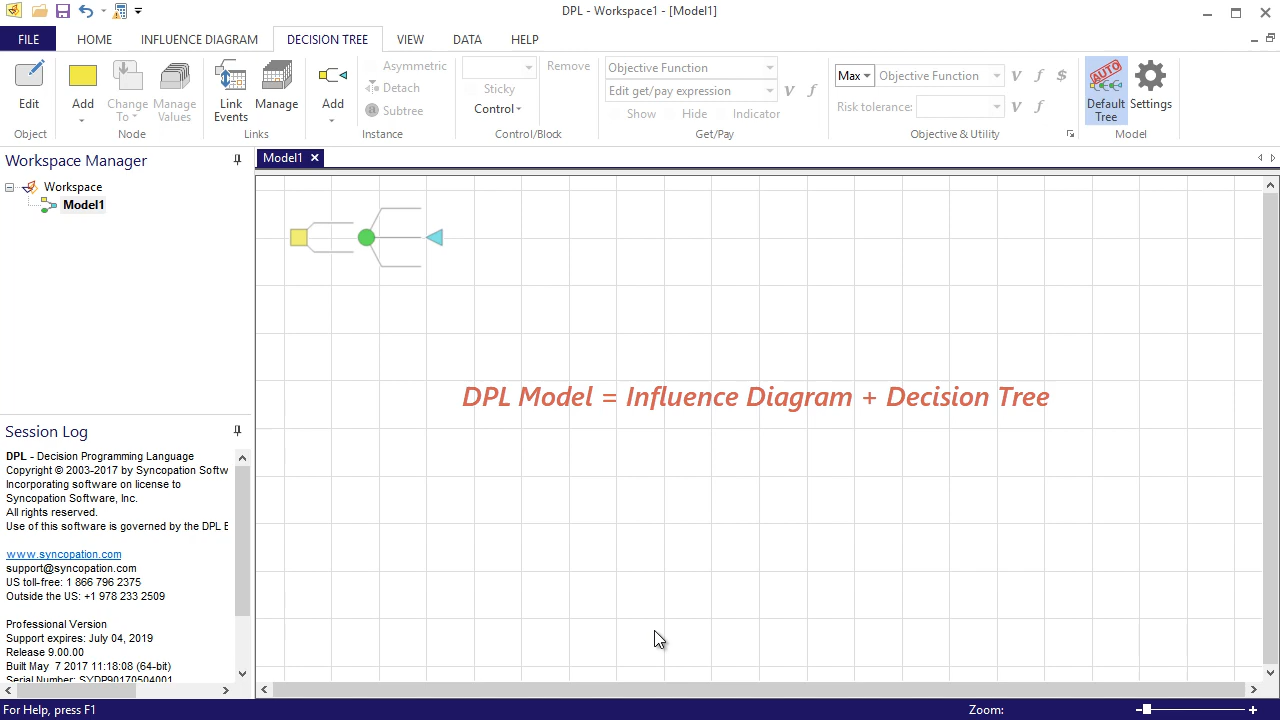 DPL - Workspace1 - [Model1]
FILE HOME INFLUENCE DIAGRAM DECISION TREE VIEW DATA HELP
Edit
Object
Add
Change To
Manage Values
Node
Link Events
Manage
Links
Add
Asymmetric
Detach
Subtree
Instance
Remove
Sticky
Control
Control/Block
Objective Function
Edit get/pay expression
V f
Show Hide Indicator
Get/Pay
Max Objective Function V f $
Risk tolerance: V f
Objective & Utility
AUTO
Default Tree
Settings
Model
Workspace Manager
Workspace
Model1
Model1
DPL Model = Influence Diagram + Decision Tree
Session Log
DPL - Decision Programming Language
Copyright © 2003-2017 by Syncopation Softw
Incorporating software on license to
Syncopation Software, Inc.
All rights reserved.
Use of this software is governed by the DPL E
www.syncopation.com
support@syncopation.com
US toll-free: 1 866 796 2375
Outside the US: +1 978 233 2509
Professional Version
Support expires: July 04, 2019
Release 9.00.00
Built May 7 2017 11:18:08 (64-bit)
Serial Number: SYDP90170504001
For Help, press F1
Zoom: